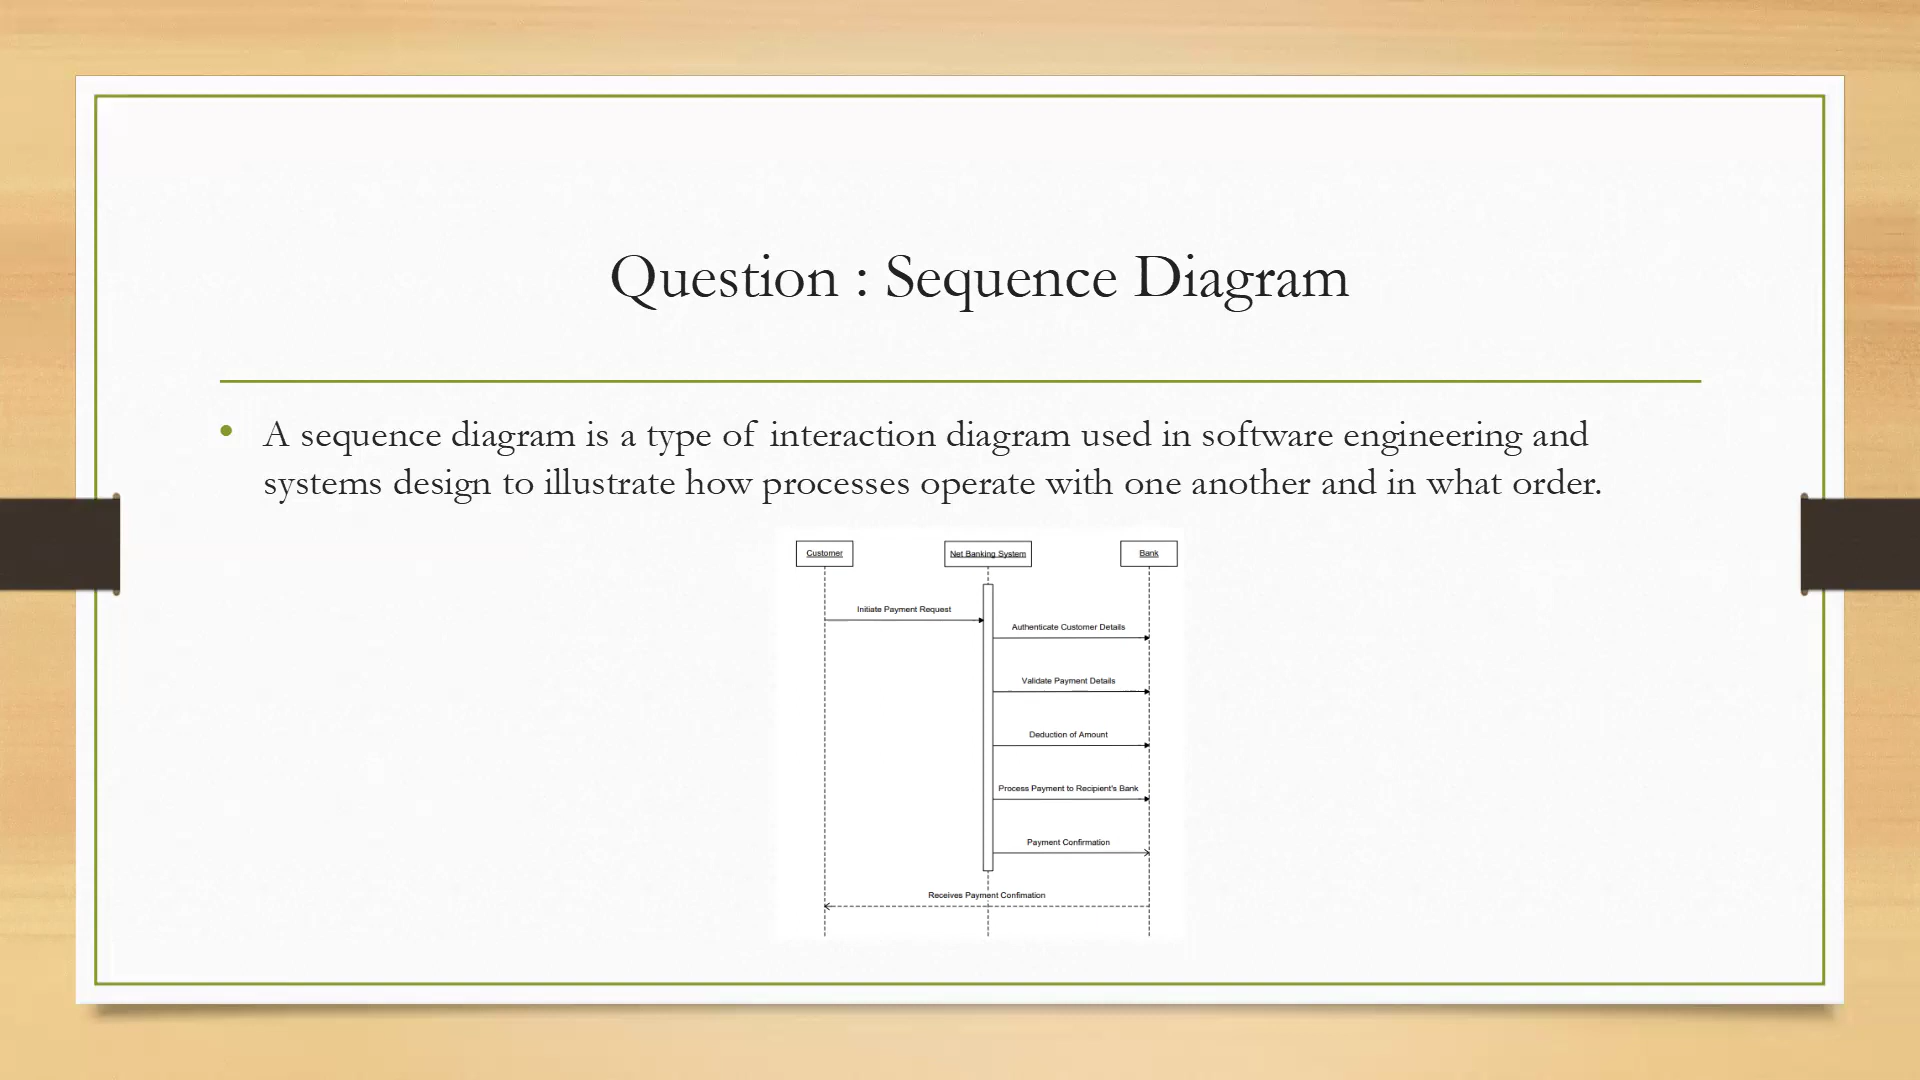 Question : Sequence Diagram
• A sequence diagram is a type of interaction diagram used in software engineering and
systems design to illustrate how processes operate with one another and in what order.
Customer
Net Banking System
Bank
Initiate Payment Request
Authenticate Customer Details
Validate Payment Details
Deduction of Amount
Process Payment to Recipient's Bank
Payment Confirmation
Receives Payment Confimation